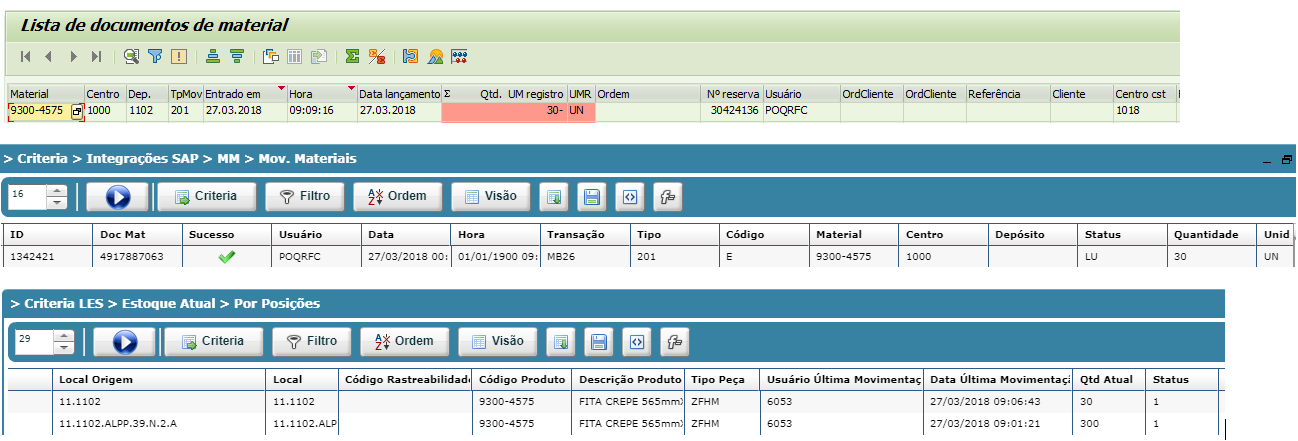 Lista de documentos de material
Material Centro Dep. TpMov Entrado em Hora Data lançamento Σ Qtd. UM registro UMR Ordem Nº reserva Usuário OrdCliente OrdCliente Referência Cliente Centro cst
9300-4575 1000 1102 201 27.03.2018 09:09:16 27.03.2018 30- UN 30424136 POQRFC 1018
> Criteria > Integrações SAP > MM > Mov. Materiais
16 Criteria Filtro Ordem Visão
ID Doc Mat Sucesso Usuário Data Hora Transação Tipo Código Material Centro Depósito Status Quantidade Unid
1342421 4917887063 POQRFC 27/03/2018 00: 01/01/1900 09: MB26 201 E 9300-4575 1000 LU 30 UN
> Criteria LES > Estoque Atual > Por Posições
29 Criteria Filtro Ordem Visão
Local Origem Local Código Rastreabilidad Código Produto Descrição Produto Tipo Peça Usuário Última Movimentaç Data Última Movimentaç Qtd Atual Status
11.1102 11.1102 9300-4575 FITA CREPE 565mm) ZFHM 6053 27/03/2018 09:06:43 30 1
11.1102.ALPP.39.N.2.A 11.1102.ALP 9300-4575 FITA CREPE 565mm) ZFHM 6053 27/03/2018 09:01:21 300 1